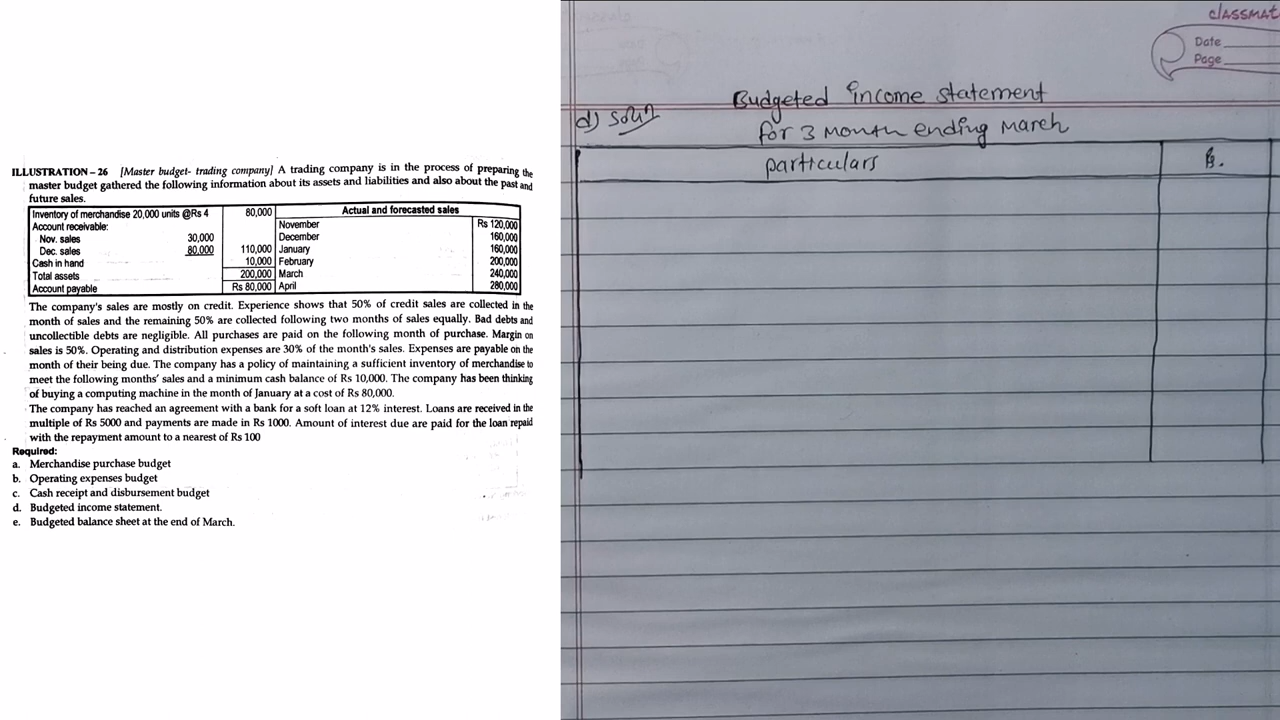 ILLUSTRATION – 26 [Master budget- trading company] A trading company is in the process of preparing the
master budget gathered the following information about its assets and liabilities and also about the past and
future sales.
Inventory of merchandise 20,000 units @Rs 4 80,000 Actual and forecasted sales
Account receivable: November Rs 120,000
Nov. sales 30,000 December 160,000
Dec. sales 80,000 110,000 January 160,000
Cash in hand 10,000 February 200,000
Total assets 200,000 March 240,000
Account payable Rs 80,000 April 280,000
The company's sales are mostly on credit. Experience shows that 50% of credit sales are collected in the
month of sales and the remaining 50% are collected following two months of sales equally. Bad debts and
uncollectible debts are negligible. All purchases are paid on the following month of purchase. Margin on
sales is 50%. Operating and distribution expenses are 30% of the month's sales. Expenses are payable on the
month of their being due. The company has a policy of maintaining a sufficient inventory of merchandise to
meet the following months' sales and a minimum cash balance of Rs 10,000. The company has been thinking
of buying a computing machine in the month of January at a cost of Rs 80,000.
The company has reached an agreement with a bank for a soft loan at 12% interest. Loans are received in the
multiple of Rs 5000 and payments are made in Rs 1000. Amount of interest due are paid for the loan repaid
with the repayment amount to a nearest of Rs 100
Required:
a. Merchandise purchase budget
b. Operating expenses budget
c. Cash receipt and disbursement budget
d. Budgeted income statement.
e. Budgeted balance sheet at the end of March.
classmat
Date
Page
Budgeted income statement
d) Solun
for 3 month ending March
particulars Rs.